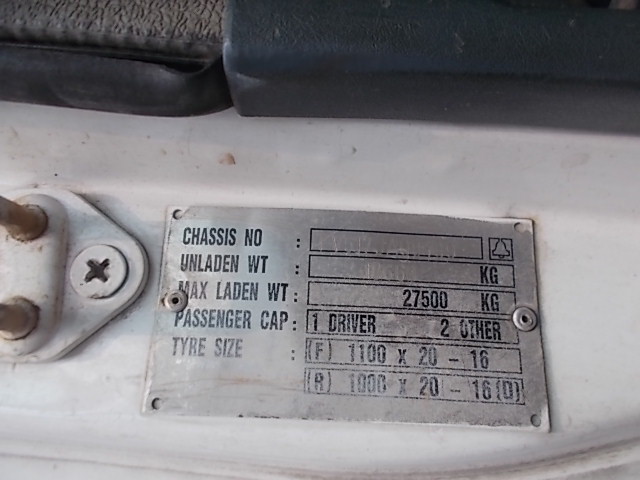 CHASSIS NO :
UNLADEN WT : KG
MAX LADEN WT: 27500 KG
PASSENGER CAP: 1 DRIVER 2 OTHER
TYRE SIZE : (F) 1100 X 20 - 16
(R) 1000 X 20 - 16(D)